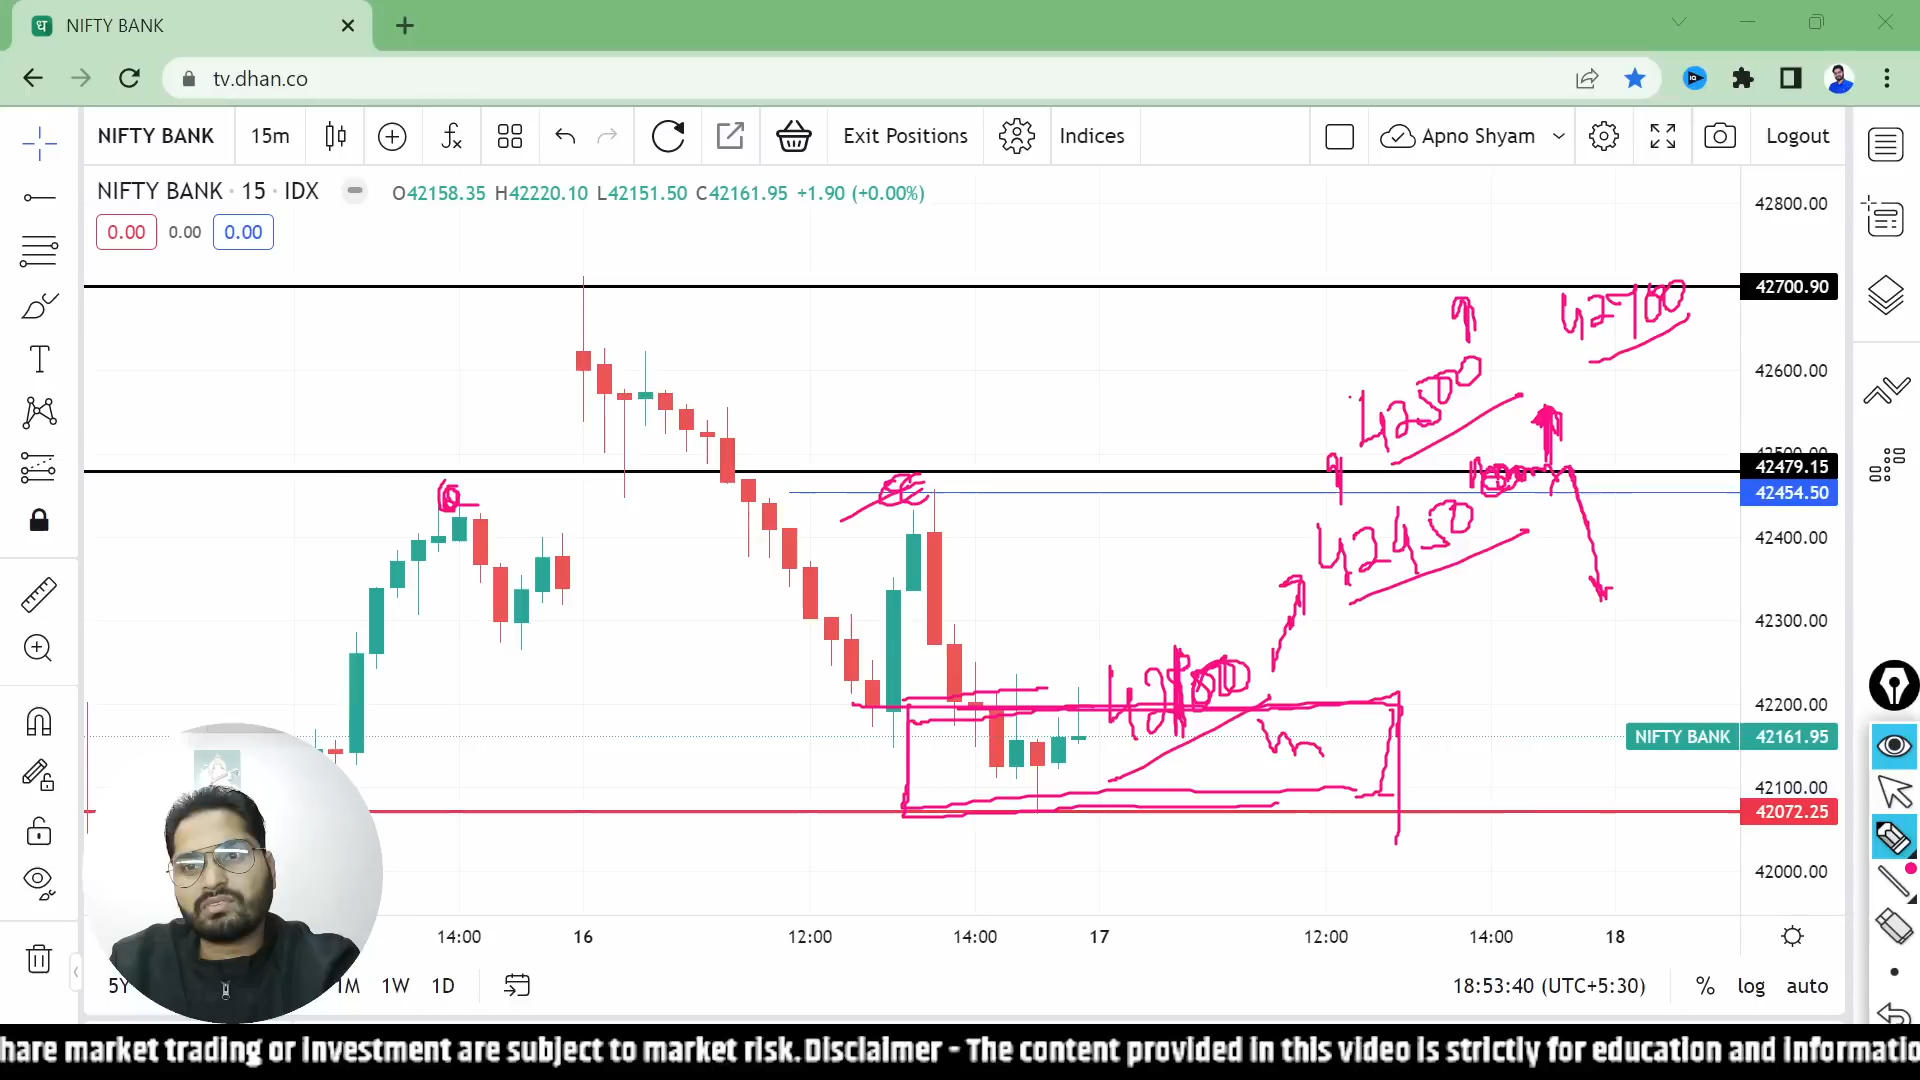 NIFTY BANK
tv.dhan.co
NIFTY BANK 15m Exit Positions Indices Apno Shyam Logout
NIFTY BANK · 15 · IDX O42158.35 H42220.10 L42151.50 C42161.95 +1.90 (+0.00%)
0.00 0.00 0.00
42800.00
42700.90
42700
42600.00
42500
42479.15
42454.50
42450
42400.00
42300.00
42200.00
NIFTY BANK 42161.95
42100.00
42072.25
42000.00
14:00 16 12:00 14:00 17 12:00 14:00 18
5Y 1M 1W 1D 18:53:40 (UTC+5:30) % log auto
hare market trading or investment are subject to market risk.Disclaimer - The content provided in this video is strictly for education and informatio